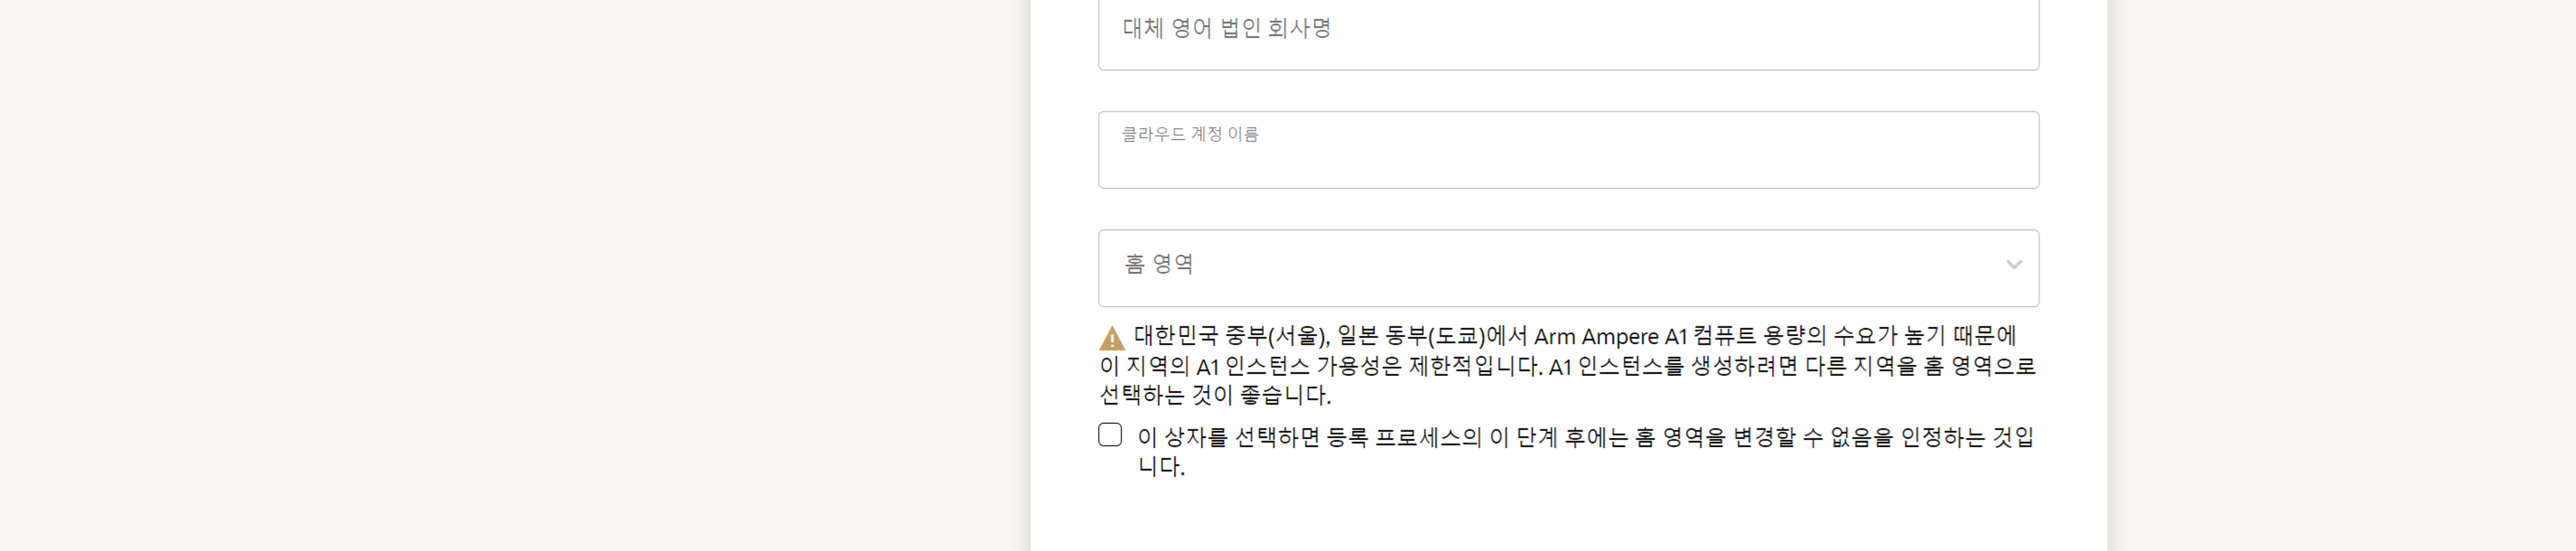 대체 영어 법인 회사명
클라우드 계정 이름
홈 영역
대한민국 중부(서울), 일본 동부(도쿄)에서 Arm Ampere A1 컴퓨트 용량의 수요가 높기 때문에
이 지역의 A1 인스턴스 가용성은 제한적입니다. A1 인스턴스를 생성하려면 다른 지역을 홈 영역으로
선택하는 것이 좋습니다.
이 상자를 선택하면 등록 프로세스의 이 단계 후에는 홈 영역을 변경할 수 없음을 인정하는 것입
니다.